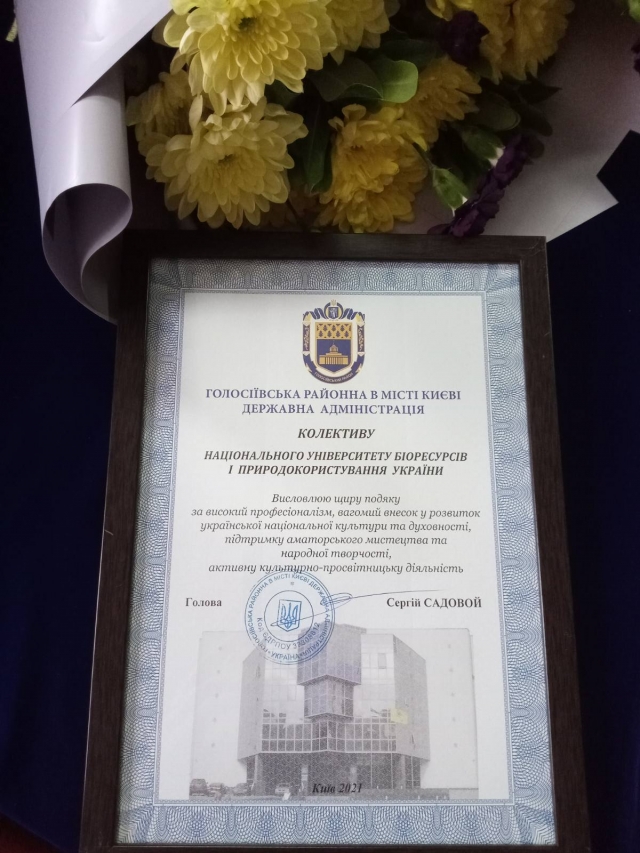 ГОЛОСІЇВСЬКА РАЙОННА В МІСТІ КИЄВІ
ДЕРЖАВНА АДМІНІСТРАЦІЯ
КОЛЕКТИВУ
НАЦІОНАЛЬНОГО УНІВЕРСИТЕТУ БІОРЕСУРСІВ
І ПРИРОДОКОРИСТУВАННЯ УКРАЇНИ
Висловлюю щиру подяку
за високий професіоналізм, вагомий внесок у розвиток
української національної культури та духовності,
підтримку аматорського мистецтва та
народної творчості,
активну культурно-просвітницьку діяльність
Голова Сергій САДОВОЙ
Київ 2021